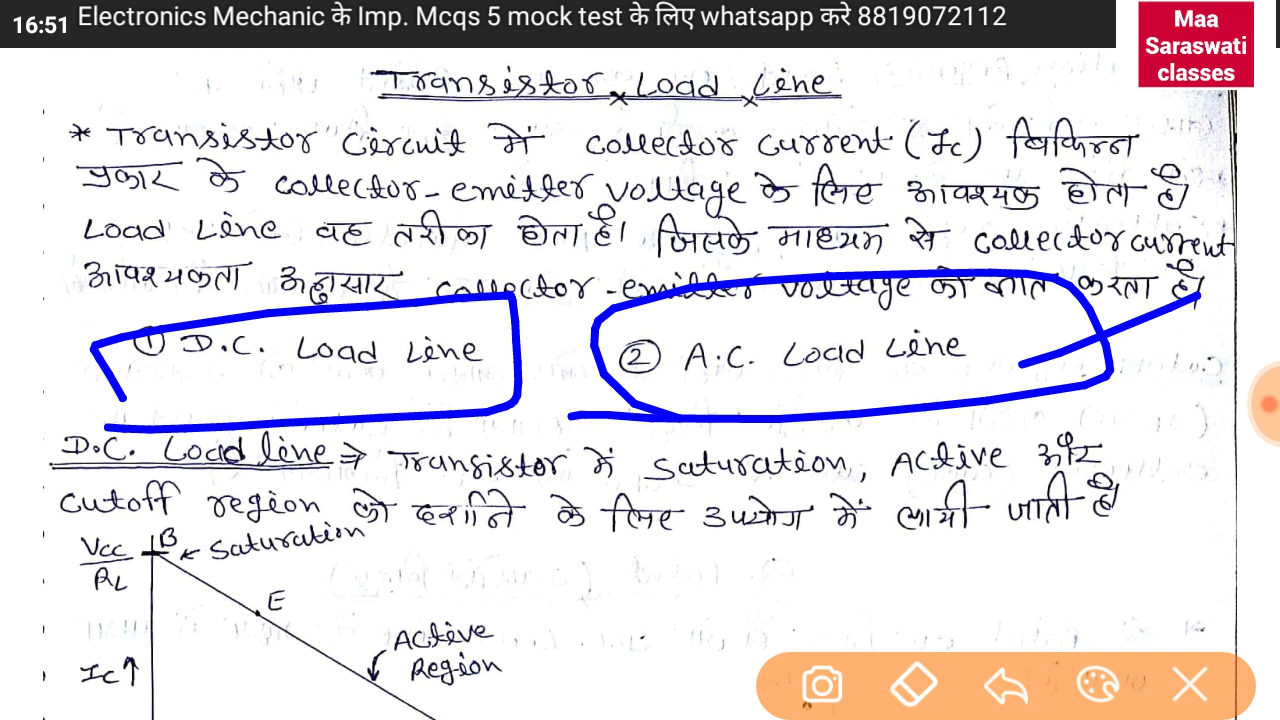 16:51 Electronics Mechanic के Imp. Mcqs 5 mock test के लिए whatsapp करे 8819072112
Maa
Saraswati
classes
Transistor Load Line
* Transistor Circuit में Collector Current (Ic) विभिन्न
प्रकार के Collector-emitter voltage के लिए आवश्यक होता है।
Load Line वह तरीका होता है। जिसके माध्यम से collector current
आवश्यकता अनुसार collector-emitter voltage को ज्ञात करता है।
① D.C. Load Line
② A.C. Load Line
D.C. Load line ⇒ Transistor में Saturation, Active और
Cutoff region को दर्शाने के लिए उपयोग में लायी जाती है।
Vcc B ← Saturation
RL
E
Active
Region
Ic↑